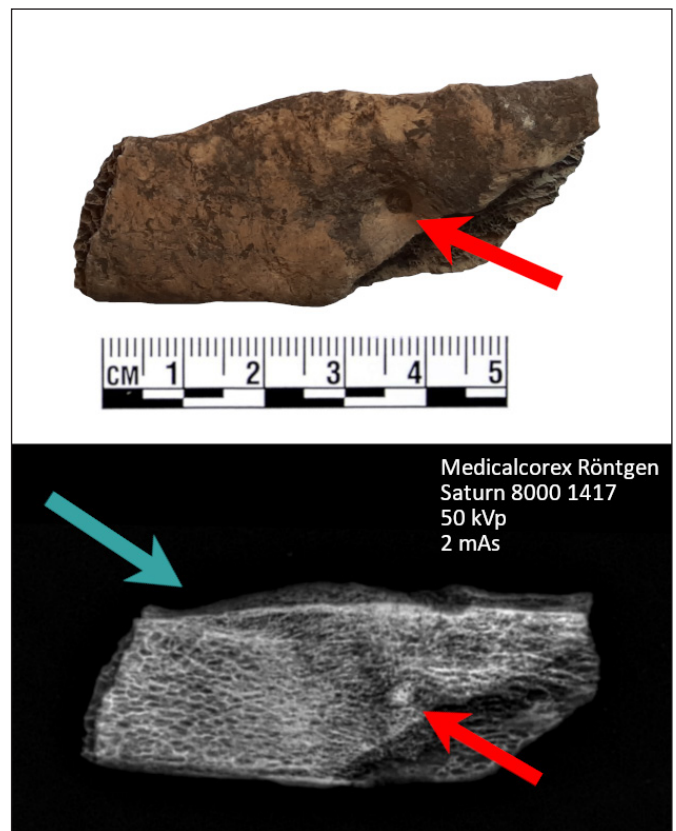 CM 1 2 3 4 5
Medicalcorex Röntgen
Saturn 8000 1417
50 kVp
2 mAs